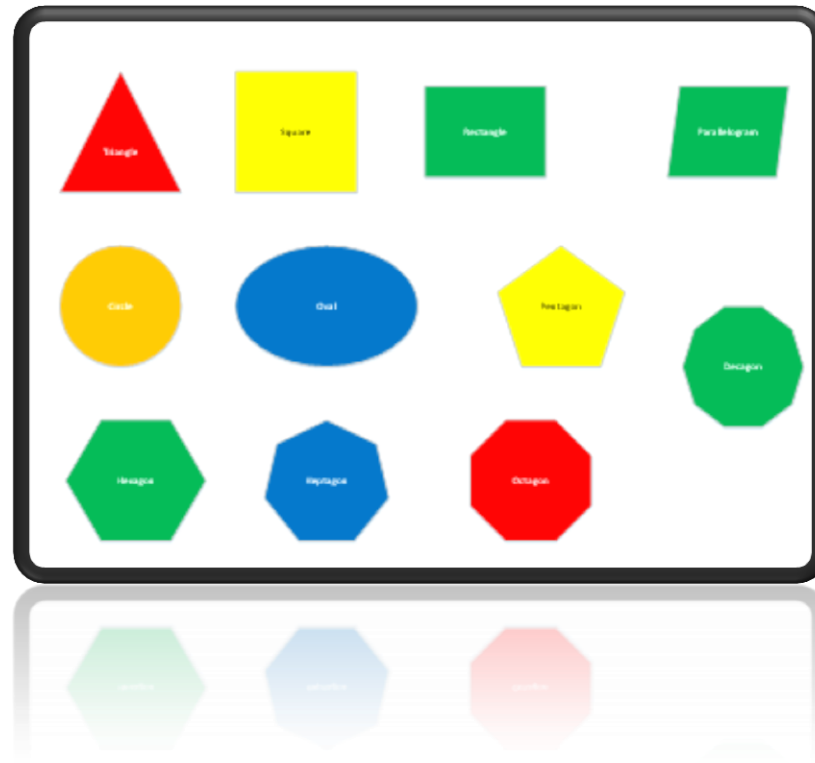 Triangle
Square
Rectangle
Parallelogram
Circle
Oval
Pentagon
Decagon
Hexagon
Heptagon
Octagon